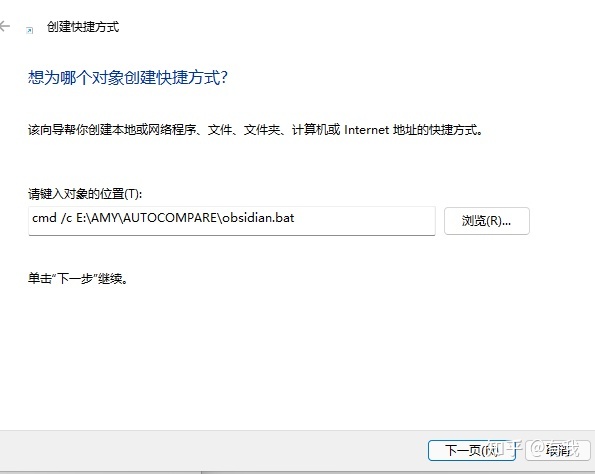 创建快捷方式
想为哪个对象创建快捷方式?
该向导帮你创建本地或网络程序、文件、文件夹、计算机或 Internet 地址的快捷方式。
请键入对象的位置(T):
cmd /c E:\AMY\AUTOCOMPARE\obsidian.bat
浏览(R)...
单击“下一步”继续。
下一页(N)
取消
知乎